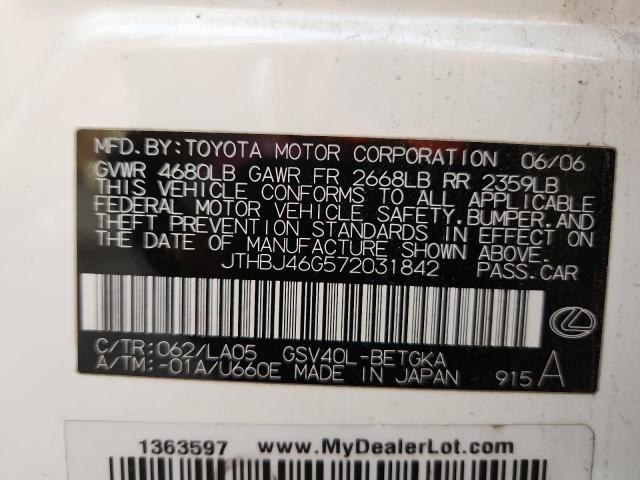 MFD.BY:TOYOTA MOTOR CORPORATION 06/06
GVWR 4680LB GAWR FR 2668LB RR 2359LB
THIS VEHICLE CONFORMS TO ALL APPLICABLE
FEDERAL MOTOR VEHICLE SAFETY,BUMPER,AND
THEFT PREVENTION STANDARDS IN EFFECT ON
THE DATE OF MANUFACTURE SHOWN ABOVE.
JTHBJ46G572031842 PASS.CAR
C/TR:062/LA05 GSV40L-BETGKA
A/TM:-01A/U660E MADE IN JAPAN 915 A
1363597 www.MyDealerLot.com